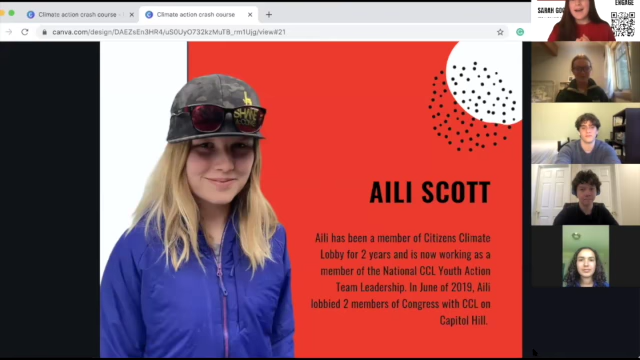 Climate action crash course
Climate action crash course
canva.com/design/DAEZsEn3HR4/uS0UyO732kzMuTB_rm1Ujg/view#21
ENGAGE
AILI SCOTT
Aili has been a member of Citizens Climate
Lobby for 2 years and is now working as a
member of the National CCL Youth Action
Team Leadership. In June of 2019, Aili
lobbied 2 members of Congress with CCL on
Capitol Hill.
SARAH